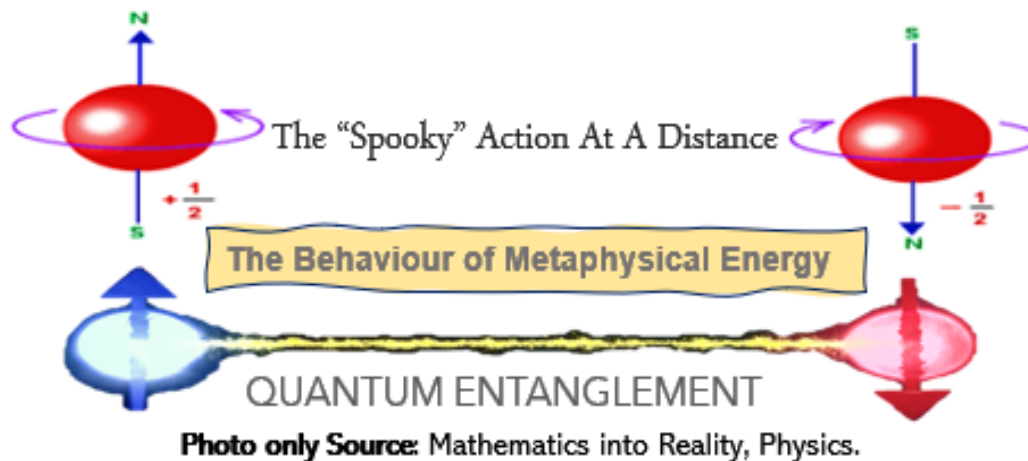 N
S
The “Spooky” Action At A Distance
+ 1/2
- 1/2
S
N
The Behaviour of Metaphysical Energy
QUANTUM ENTANGLEMENT
Photo only Source: Mathematics into Reality, Physics.